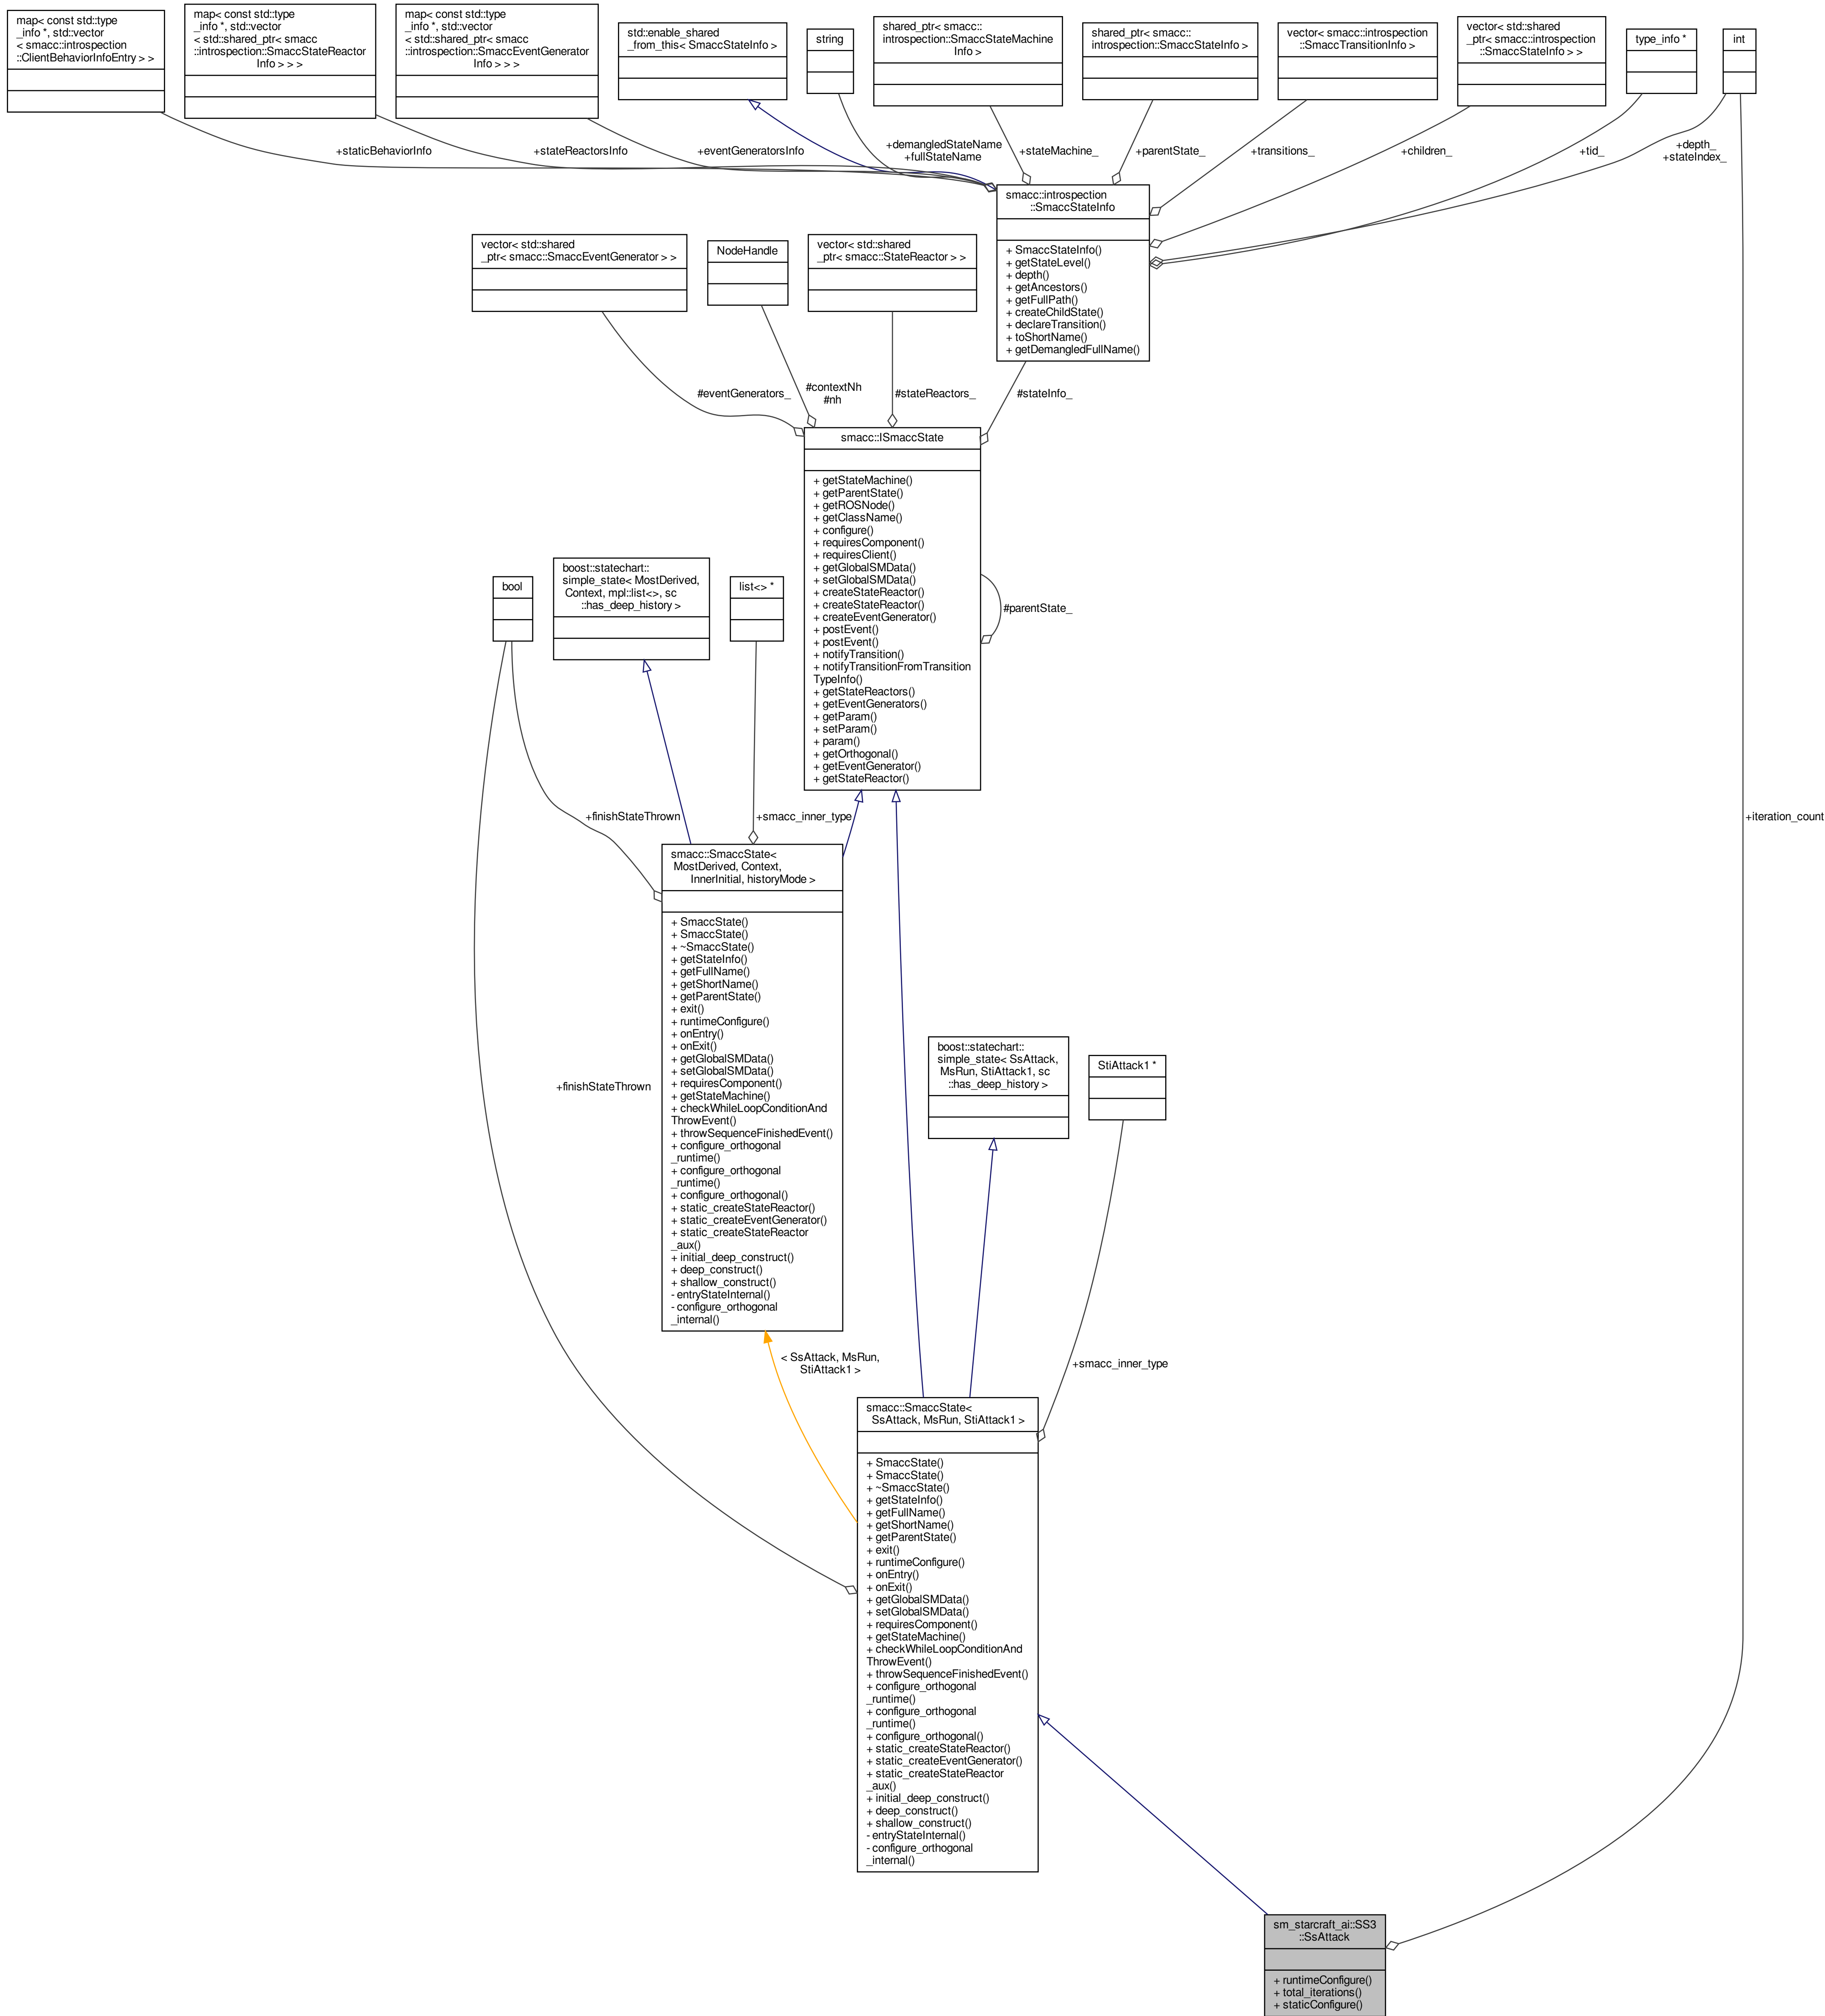 map< const std::type
_info *, std::vector
< smacc::introspection
::ClientBehaviorInfoEntry > >
map< const std::type
_info *, std::vector
< std::shared_ptr< smacc
::introspection::SmaccStateReactor
Info > > >
map< const std::type
_info *, std::vector
< std::shared_ptr< smacc
::introspection::SmaccEventGenerator
Info > > >
std::enable_shared
_from_this< SmaccStateInfo >
string
shared_ptr< smacc::
introspection::SmaccStateMachine
Info >
shared_ptr< smacc::
introspection::SmaccStateInfo >
vector< smacc::introspection
::SmaccTransitionInfo >
vector< std::shared
_ptr< smacc::introspection
::SmaccStateInfo > >
type_info *
int
+staticBehaviorInfo
+stateReactorsInfo
+eventGeneratorsInfo
+demangledStateName
+fullStateName
+stateMachine_
+parentState_
+transitions_
+children_
+tid_
+depth_
+stateIndex_
smacc::introspection
::SmaccStateInfo
+ SmaccStateInfo()
+ getStateLevel()
+ depth()
+ getAncestors()
+ getFullPath()
+ createChildState()
+ declareTransition()
+ toShortName()
+ getDemangledFullName()
vector< std::shared
_ptr< smacc::SmaccEventGenerator > >
NodeHandle
vector< std::shared
_ptr< smacc::StateReactor > >
#eventGenerators_
#contextNh
#nh
#stateReactors_
#stateInfo_
smacc::ISmaccState
+ getStateMachine()
+ getParentState()
+ getROSNode()
+ getClassName()
+ configure()
+ requiresComponent()
+ requiresClient()
+ getGlobalSMData()
+ setGlobalSMData()
+ createStateReactor()
+ createStateReactor()
+ createEventGenerator()
+ postEvent()
+ postEvent()
+ notifyTransition()
+ notifyTransitionFromTransition
TypeInfo()
+ getStateReactors()
+ getEventGenerators()
+ getParam()
+ setParam()
+ param()
+ getOrthogonal()
+ getEventGenerator()
+ getStateReactor()
#parentState_
bool
boost::statechart::
simple_state< MostDerived,
Context, mpl::list<>, sc
::has_deep_history >
list<> *
+finishStateThrown
+smacc_inner_type
+iteration_count
smacc::SmaccState<
MostDerived, Context,
InnerInitial, historyMode >
+ SmaccState()
+ SmaccState()
+ ~SmaccState()
+ getStateInfo()
+ getFullName()
+ getShortName()
+ getParentState()
+ exit()
+ runtimeConfigure()
+ onEntry()
+ onExit()
+ getGlobalSMData()
+ setGlobalSMData()
+ requiresComponent()
+ getStateMachine()
+ checkWhileLoopConditionAnd
ThrowEvent()
+ throwSequenceFinishedEvent()
+ configure_orthogonal
_runtime()
+ configure_orthogonal
_runtime()
+ configure_orthogonal()
+ static_createStateReactor()
+ static_createEventGenerator()
+ static_createStateReactor
_aux()
+ initial_deep_construct()
+ deep_construct()
+ shallow_construct()
- entryStateInternal()
- configure_orthogonal
_internal()
+finishStateThrown
boost::statechart::
simple_state< SsAttack,
MsRun, StiAttack1, sc
::has_deep_history >
StiAttack1 *
< SsAttack, MsRun,
StiAttack1 >
+smacc_inner_type
smacc::SmaccState<
SsAttack, MsRun, StiAttack1 >
+ SmaccState()
+ SmaccState()
+ ~SmaccState()
+ getStateInfo()
+ getFullName()
+ getShortName()
+ getParentState()
+ exit()
+ runtimeConfigure()
+ onEntry()
+ onExit()
+ getGlobalSMData()
+ setGlobalSMData()
+ requiresComponent()
+ getStateMachine()
+ checkWhileLoopConditionAnd
ThrowEvent()
+ throwSequenceFinishedEvent()
+ configure_orthogonal
_runtime()
+ configure_orthogonal
_runtime()
+ configure_orthogonal()
+ static_createStateReactor()
+ static_createEventGenerator()
+ static_createStateReactor
_aux()
+ initial_deep_construct()
+ deep_construct()
+ shallow_construct()
- entryStateInternal()
- configure_orthogonal
_internal()
sm_starcraft_ai::SS3
::SsAttack
+ runtimeConfigure()
+ total_iterations()
+ staticConfigure()